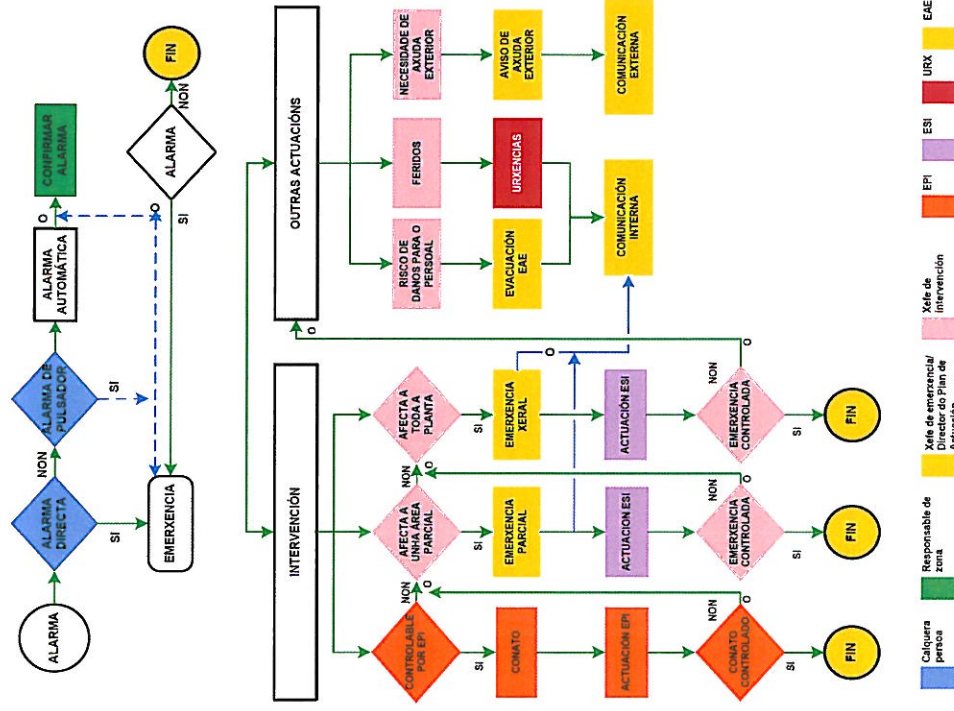 ALARMA
ALARMA
DIRECTA
NON
SI
ALARMA DE
PULSADOR
SI
ALARMA
AUTOMÁTICA
O
CONFIRMAR
ALARMA
EMERXENCIA
O
SI
ALARMA
NON
FIN
INTERVENCIÓN
OUTRAS ACTUACIÓNS
CONTROLABLE
POR EPI
NON
O
SI
CONATO
ACTUACIÓN EPI
CONATO
CONTROLADO
NON
O
SI
FIN
AFECTA A
UNHA ÁREA
PARCIAL
NON
O
SI
EMERXENCIA
PARCIAL
ACTUACION ESI
EMERXENCIA
CONTROLADA
NON
O
SI
FIN
AFECTA A
TODA A
PLANTA
SI
EMERXENCIA
XERAL
O
ACTUACIÓN ESI
EMERXENCIA
CONTROLADA
NON
O
SI
FIN
O
RISCO DE
DANOS PARA O
PERSOAL
EVACUACIÓN
EAE
FERIDOS
URXENCIAS
COMUNICACIÓN
INTERNA
NECESIDADE DE
AXUDA
EXTERIOR
AVISO DE
AXUDA
EXTERIOR
COMUNICACIÓN
EXTERNA
Calquera
persoa
Responsable de
zona
Xefe de emerxencia/
Director do Plan de
Actuación
Xefe de
intervención
EPI
ESI
URX
EAE